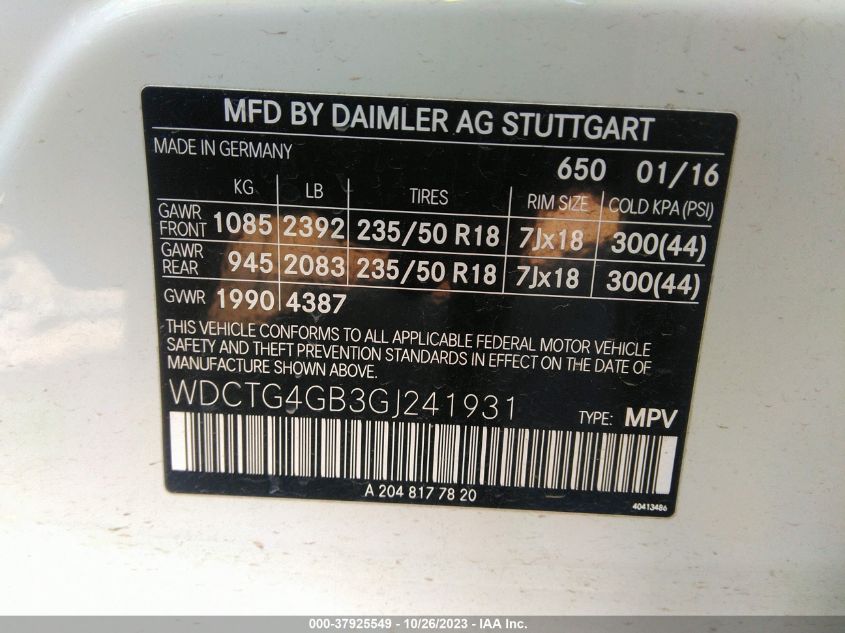 MFD BY DAIMLER AG STUTTGART
MADE IN GERMANY 650 01/16
KG LB TIRES RIM SIZE COLD KPA (PSI)
GAWR FRONT 1085 2392 235/50 R18 7Jx18 300(44)
GAWR REAR 945 2083 235/50 R18 7Jx18 300(44)
GVWR 1990 4387
THIS VEHICLE CONFORMS TO ALL APPLICABLE FEDERAL MOTOR VEHICLE
SAFETY AND THEFT PREVENTION STANDARDS IN EFFECT ON THE DATE OF
MANUFACTURE SHOWN ABOVE.
WDCTG4GB3GJ241931 TYPE: MPV
A 204 817 78 20
40413486
000-37925549 - 10/26/2023 - IAA Inc.